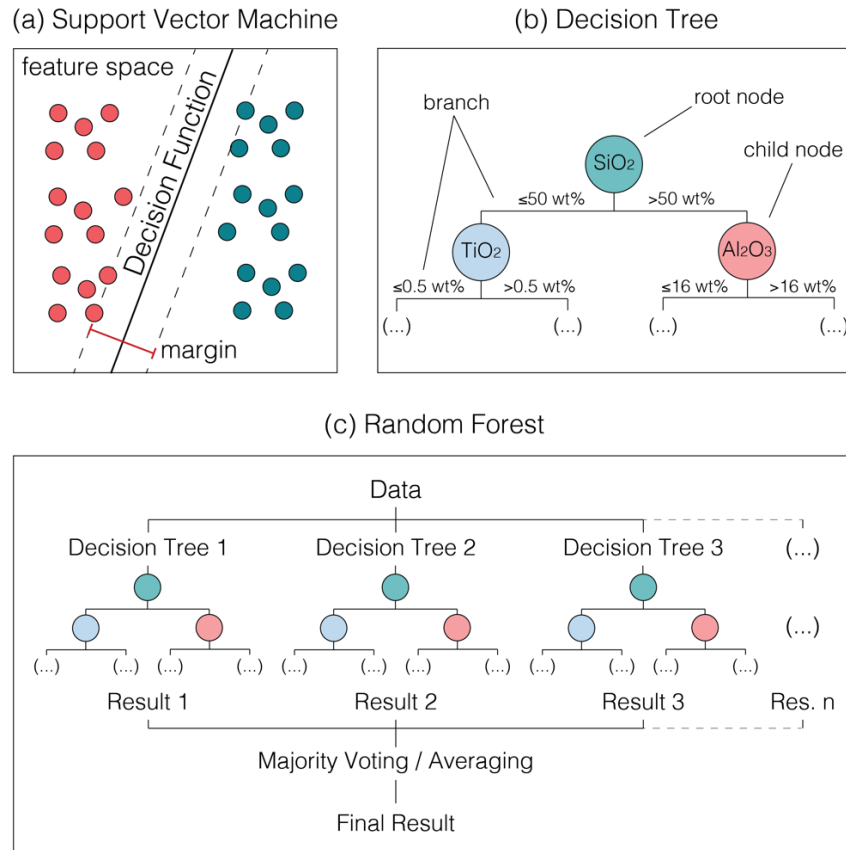 (a) Support Vector Machine
feature space
Decision Function
margin
(b) Decision Tree
branch
root node
child node
SiO₂
≤50 wt%
>50 wt%
TiO₂
Al₂O₃
≤0.5 wt%
>0.5 wt%
≤16 wt%
>16 wt%
(...)
(...)
(...)
(...)
(c) Random Forest
Data
Decision Tree 1
Decision Tree 2
Decision Tree 3
(...)
(...)
(...)
(...)
(...)
(...)
(...)
(...)
(...)
(...)
(...)
(...)
(...)
(...)
Result 1
Result 2
Result 3
Res. n
Majority Voting / Averaging
Final Result